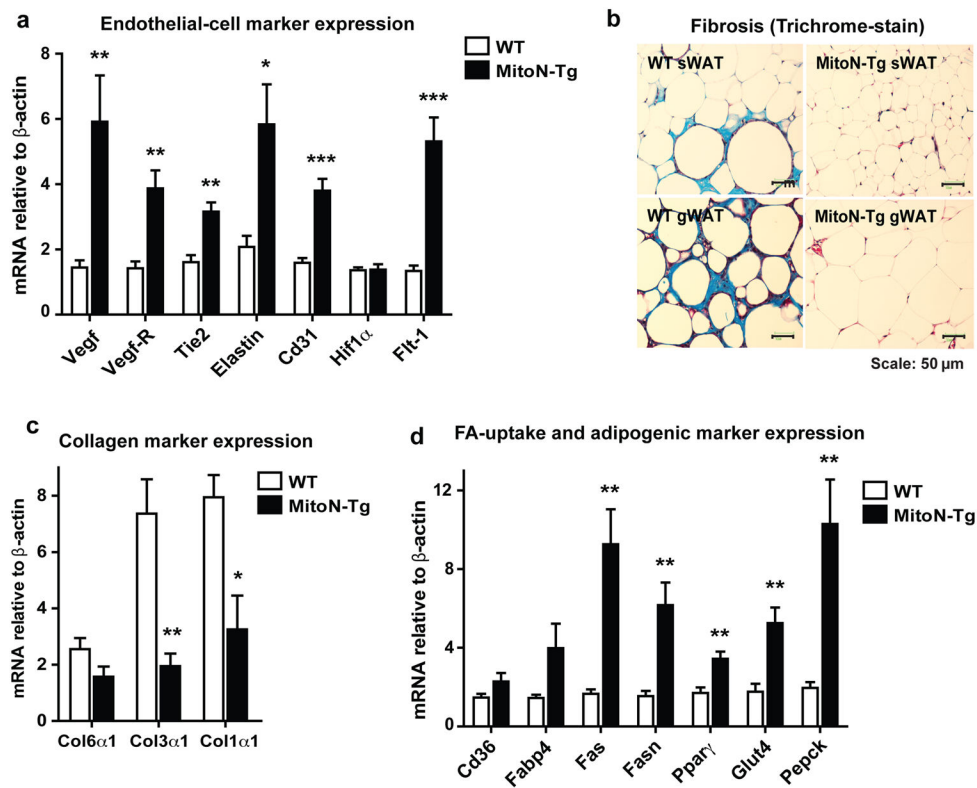 a
Endothelial-cell marker expression
mRNA relative to β-actin
8
6
4
2
0
**
**
**
*
***
***
WT
MitoN-Tg
Vegf
Vegf-R
Tie2
Elastin
Cd31
Hif1α
Flt-1
b
Fibrosis (Trichrome-stain)
WT sWAT
MitoN-Tg sWAT
WT gWAT
MitoN-Tg gWAT
Scale: 50 µm
c
Collagen marker expression
mRNA relative to β-actin
8
6
4
2
0
**
*
WT
MitoN-Tg
Col6α1
Col3α1
Col1α1
d
FA-uptake and adipogenic marker expression
mRNA relative to β-actin
12
8
4
0
**
**
**
**
**
WT
MitoN-Tg
Cd36
Fabp4
Fas
Fasn
Pparγ
Glut4
Pepck